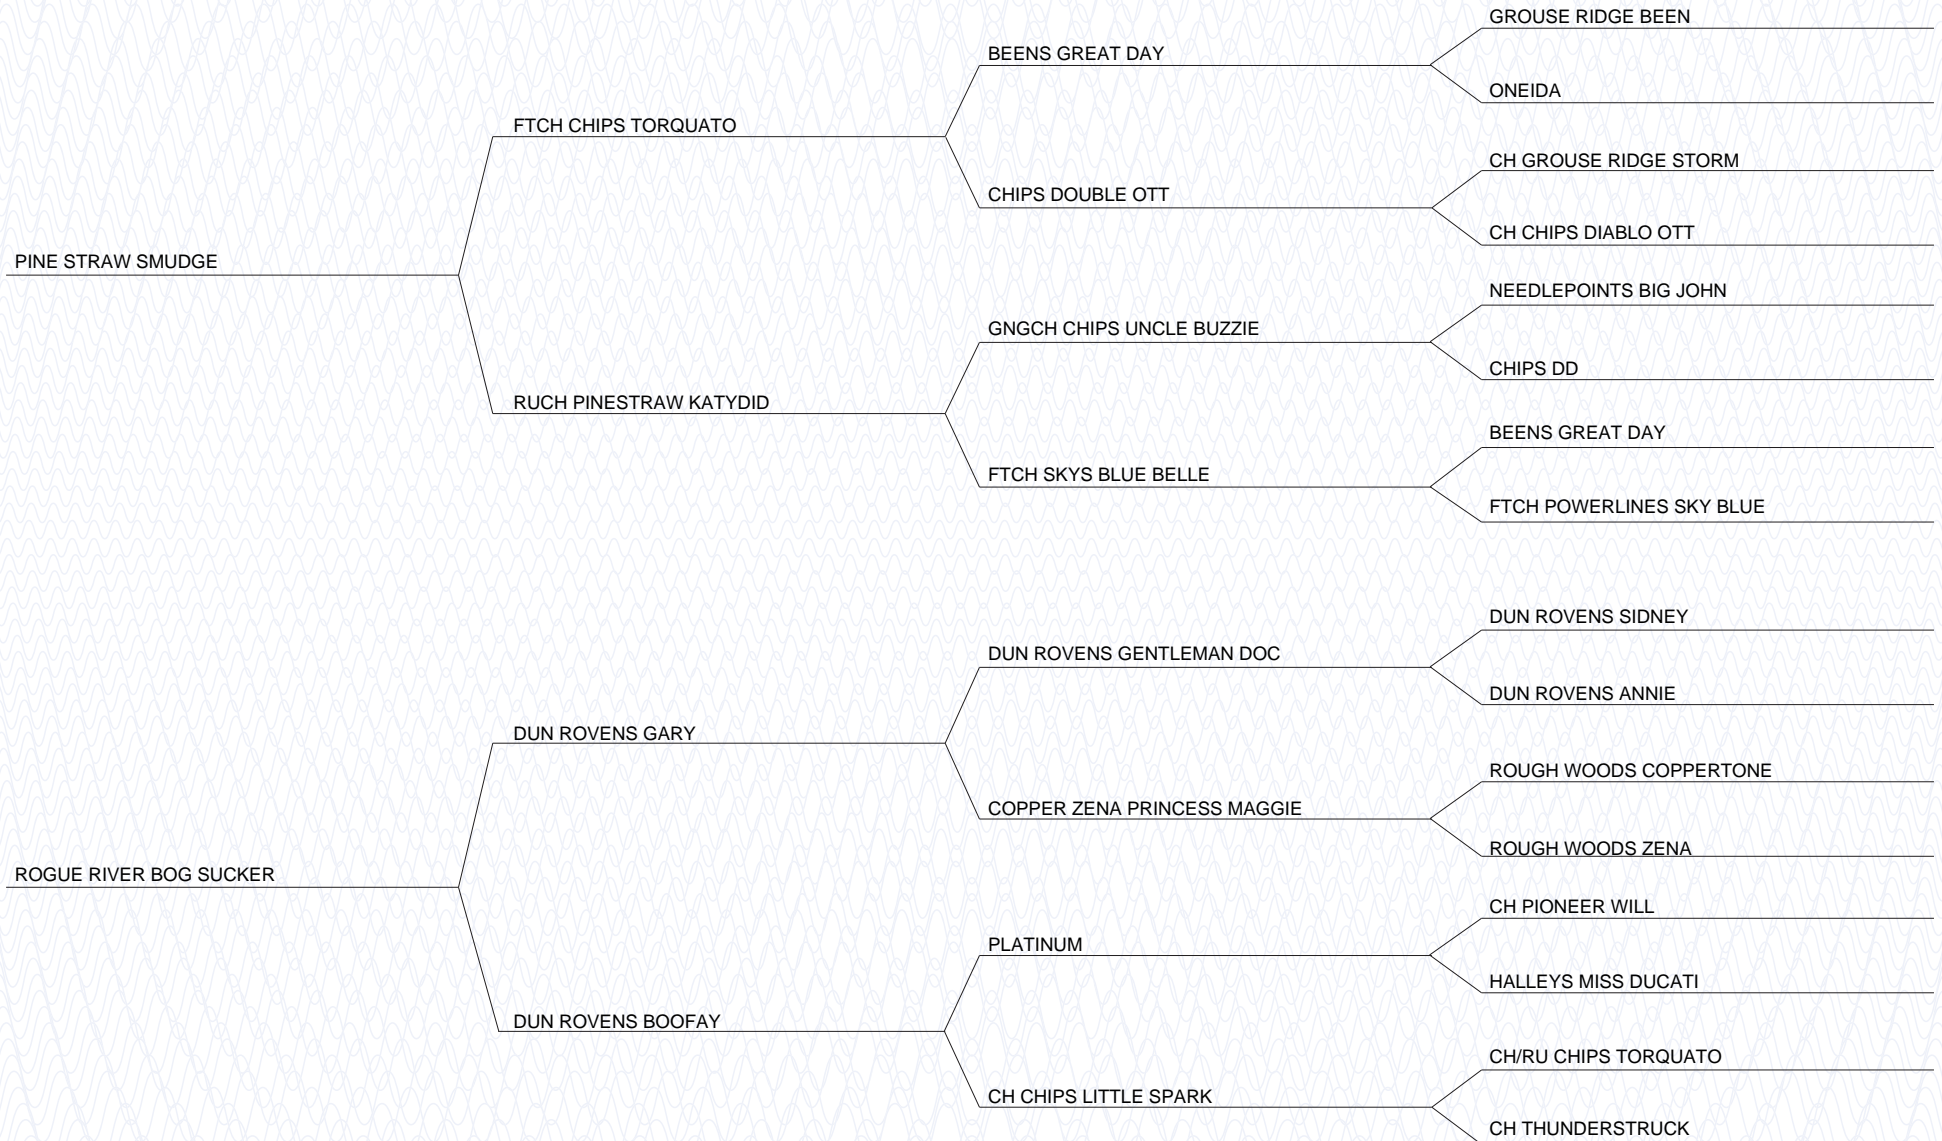 GROUSE RIDGE BEEN
BEENS GREAT DAY
ONEIDA
FTCH CHIPS TORQUATO
CH GROUSE RIDGE STORM
CHIPS DOUBLE OTT
CH CHIPS DIABLO OTT
PINE STRAW SMUDGE
NEEDLEPOINTS BIG JOHN
GNGCH CHIPS UNCLE BUZZIE
CHIPS DD
RUCH PINESTRAW KATYDID
BEENS GREAT DAY
FTCH SKYS BLUE BELLE
FTCH POWERLINES SKY BLUE
DUN ROVENS SIDNEY
DUN ROVENS GENTLEMAN DOC
DUN ROVENS ANNIE
DUN ROVENS GARY
ROUGH WOODS COPPERTONE
COPPER ZENA PRINCESS MAGGIE
ROUGH WOODS ZENA
ROGUE RIVER BOG SUCKER
CH PIONEER WILL
PLATINUM
HALLEYS MISS DUCATI
DUN ROVENS BOOFAY
CH/RU CHIPS TORQUATO
CH CHIPS LITTLE SPARK
CH THUNDERSTRUCK